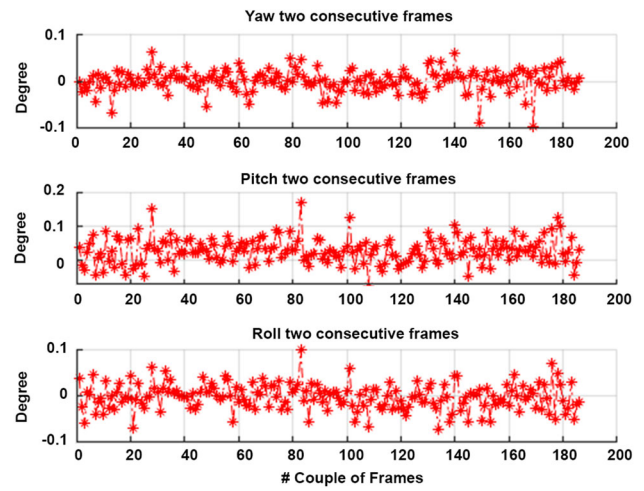 Yaw two consecutive frames
0.1
0
-0.1
Degree
0 20 40 60 80 100 120 140 160 180 200
Pitch two consecutive frames
0.2
0.1
0
Degree
0 20 40 60 80 100 120 140 160 180 200
Roll two consecutive frames
0.1
0
-0.1
Degree
0 20 40 60 80 100 120 140 160 180 200
# Couple of Frames